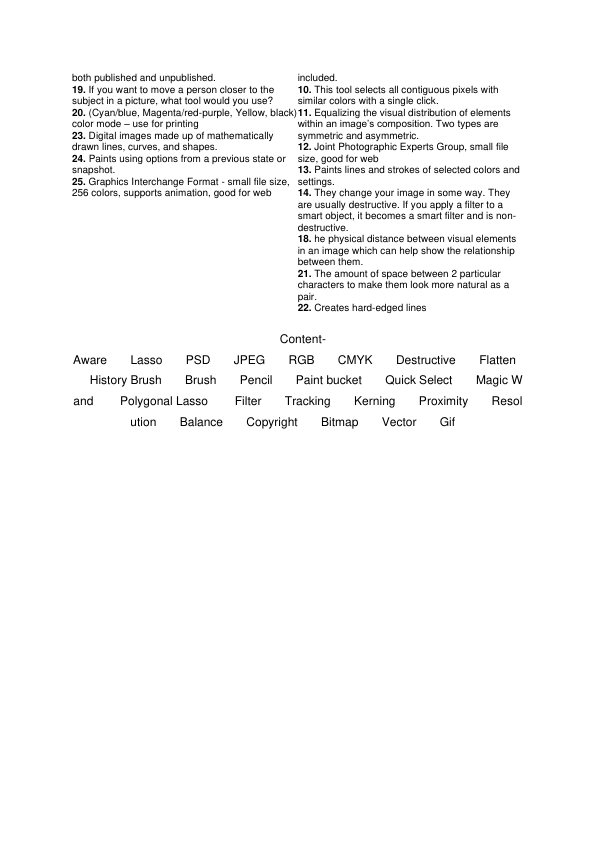 both published and unpublished.
19. If you want to move a person closer to the
subject in a picture, what tool would you use?
20. (Cyan/blue, Magenta/red-purple, Yellow, black)
color mode – use for printing
23. Digital images made up of mathematically
drawn lines, curves, and shapes.
24. Paints using options from a previous state or
snapshot.
25. Graphics Interchange Format - small file size,
256 colors, supports animation, good for web
included.
10. This tool selects all contiguous pixels with
similar colors with a single click.
11. Equalizing the visual distribution of elements
within an image's composition. Two types are
symmetric and asymmetric.
12. Joint Photographic Experts Group, small file
size, good for web
13. Paints lines and strokes of selected colors and
settings.
14. They change your image in some way. They
are usually destructive. If you apply a filter to a
smart object, it becomes a smart filter and is non-
destructive.
18. he physical distance between visual elements
in an image which can help show the relationship
between them.
21. The amount of space between 2 particular
characters to make them look more natural as a
pair.
22. Creates hard-edged lines
Content-
Aware Lasso PSD JPEG RGB CMYK Destructive Flatten
History Brush Brush Pencil Paint bucket Quick Select Magic W
and Polygonal Lasso Filter Tracking Kerning Proximity Resol
ution Balance Copyright Bitmap Vector Gif